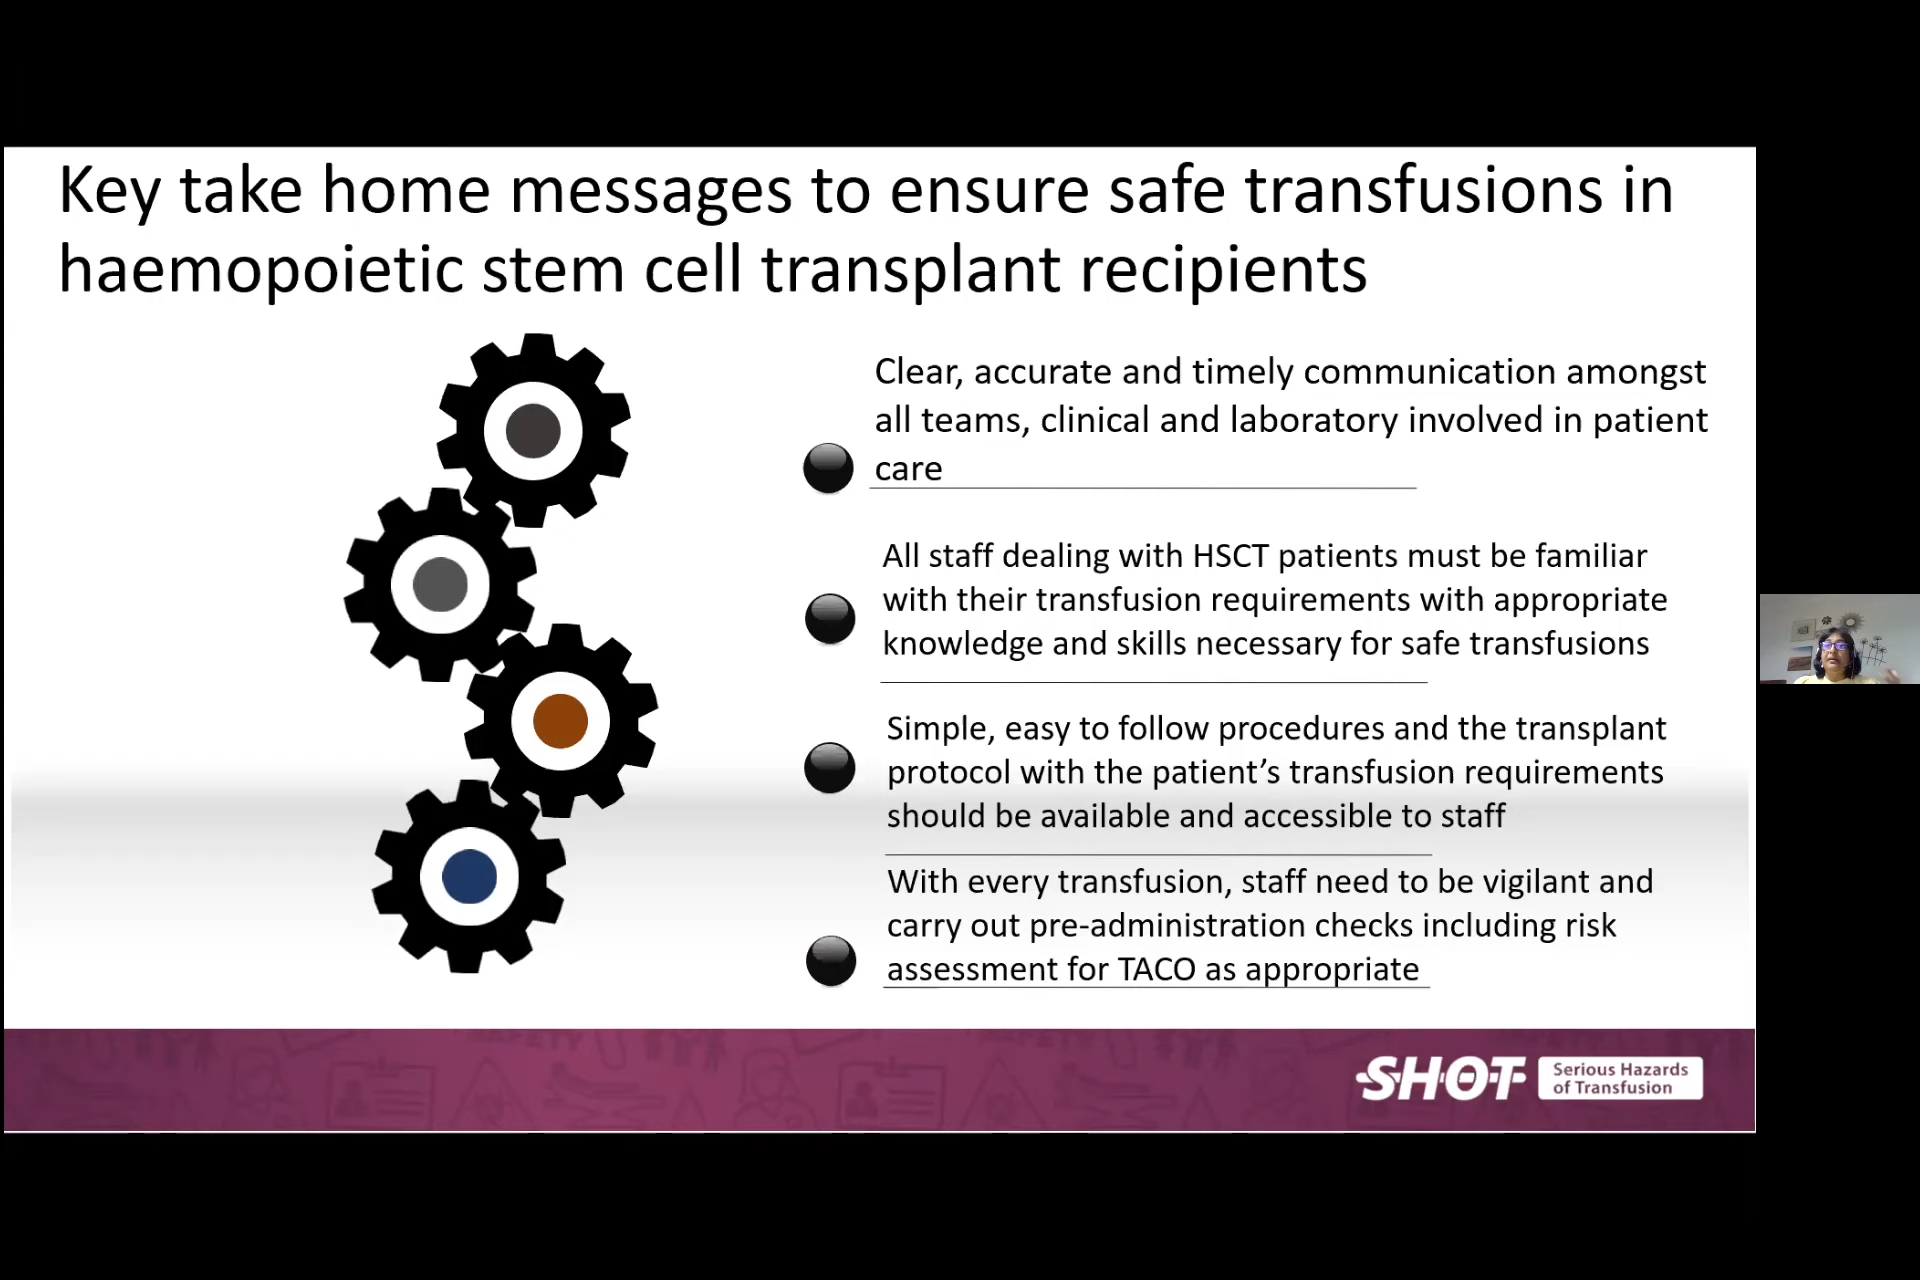 Key take home messages to ensure safe transfusions in
haemopoietic stem cell transplant recipients
Clear, accurate and timely communication amongst
all teams, clinical and laboratory involved in patient
care
All staff dealing with HSCT patients must be familiar
with their transfusion requirements with appropriate
knowledge and skills necessary for safe transfusions
Simple, easy to follow procedures and the transplant
protocol with the patient’s transfusion requirements
should be available and accessible to staff
With every transfusion, staff need to be vigilant and
carry out pre-administration checks including risk
assessment for TACO as appropriate
SHOT
Serious Hazards
of Transfusion